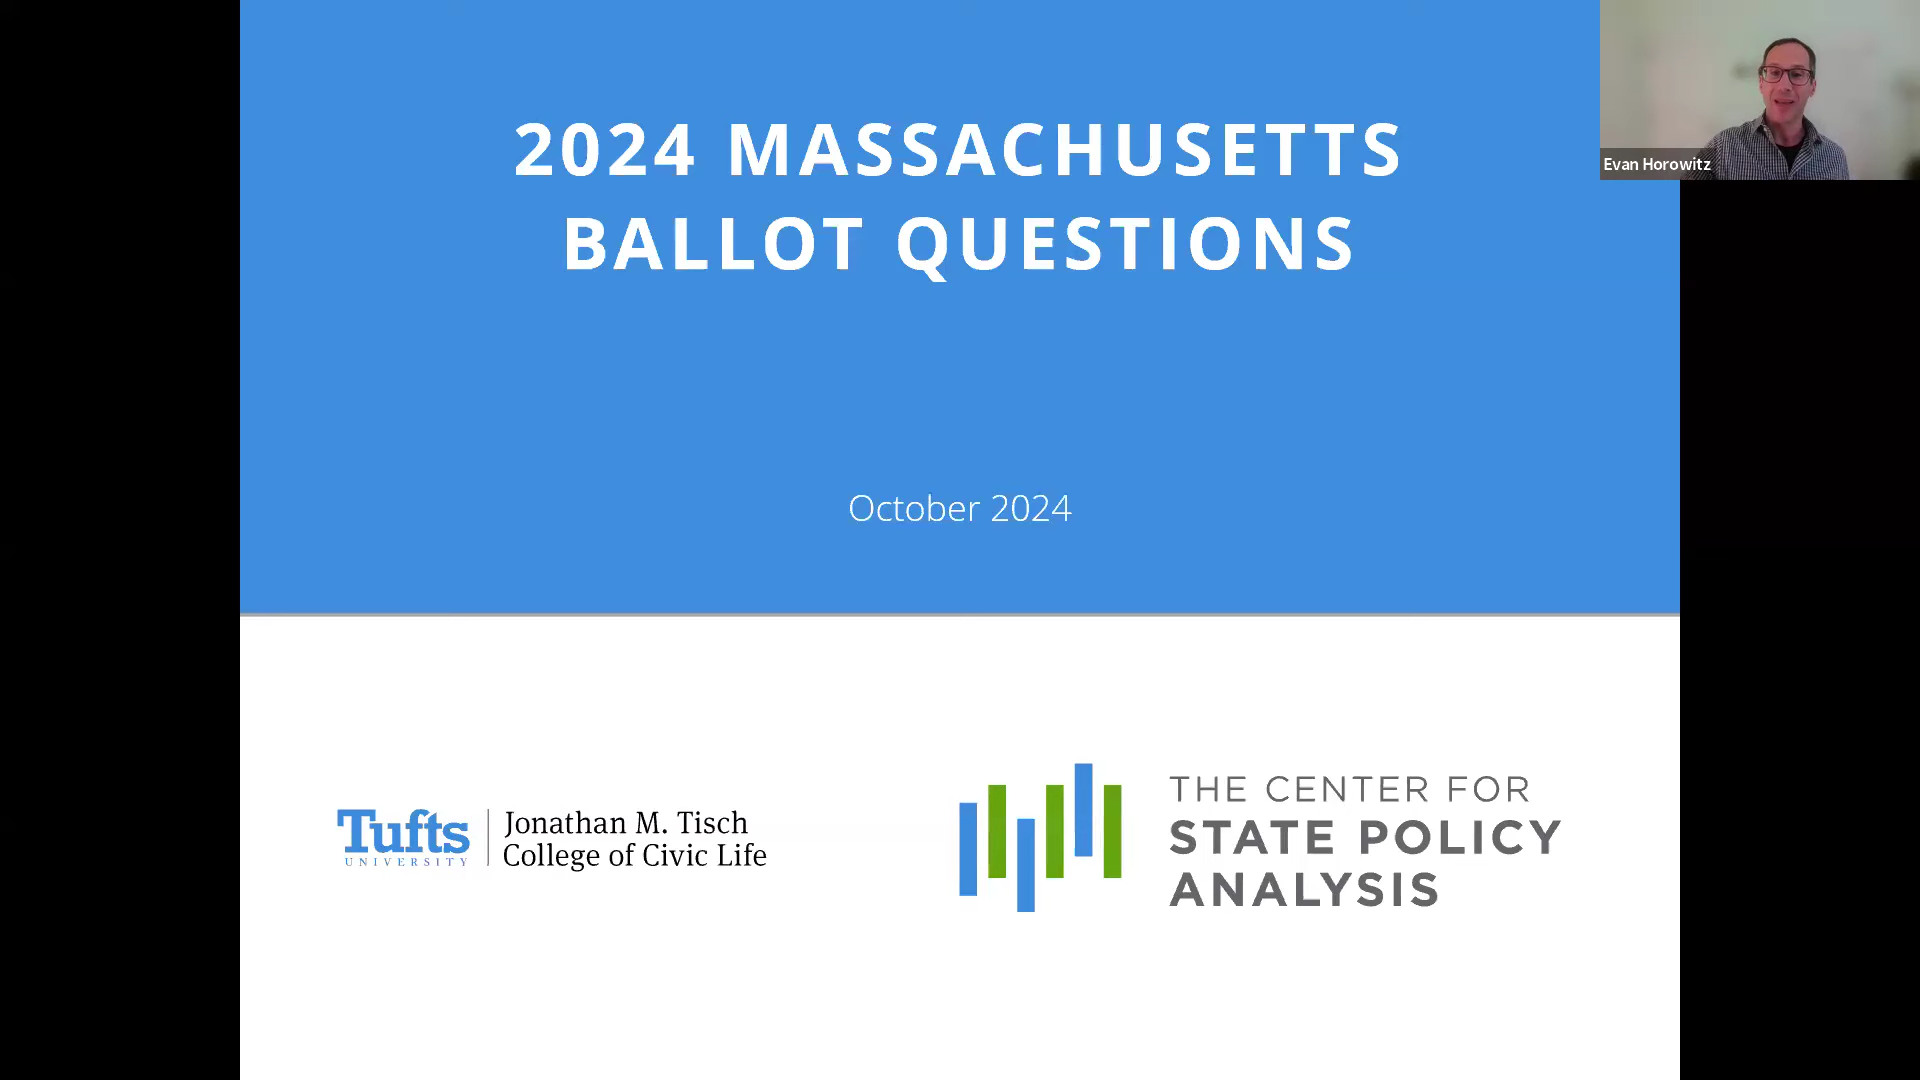 2024 MASSACHUSETTS
BALLOT QUESTIONS
Evan Horowitz
October 2024
Tufts
UNIVERSITY
Jonathan M. Tisch
College of Civic Life
THE CENTER FOR
STATE POLICY
ANALYSIS